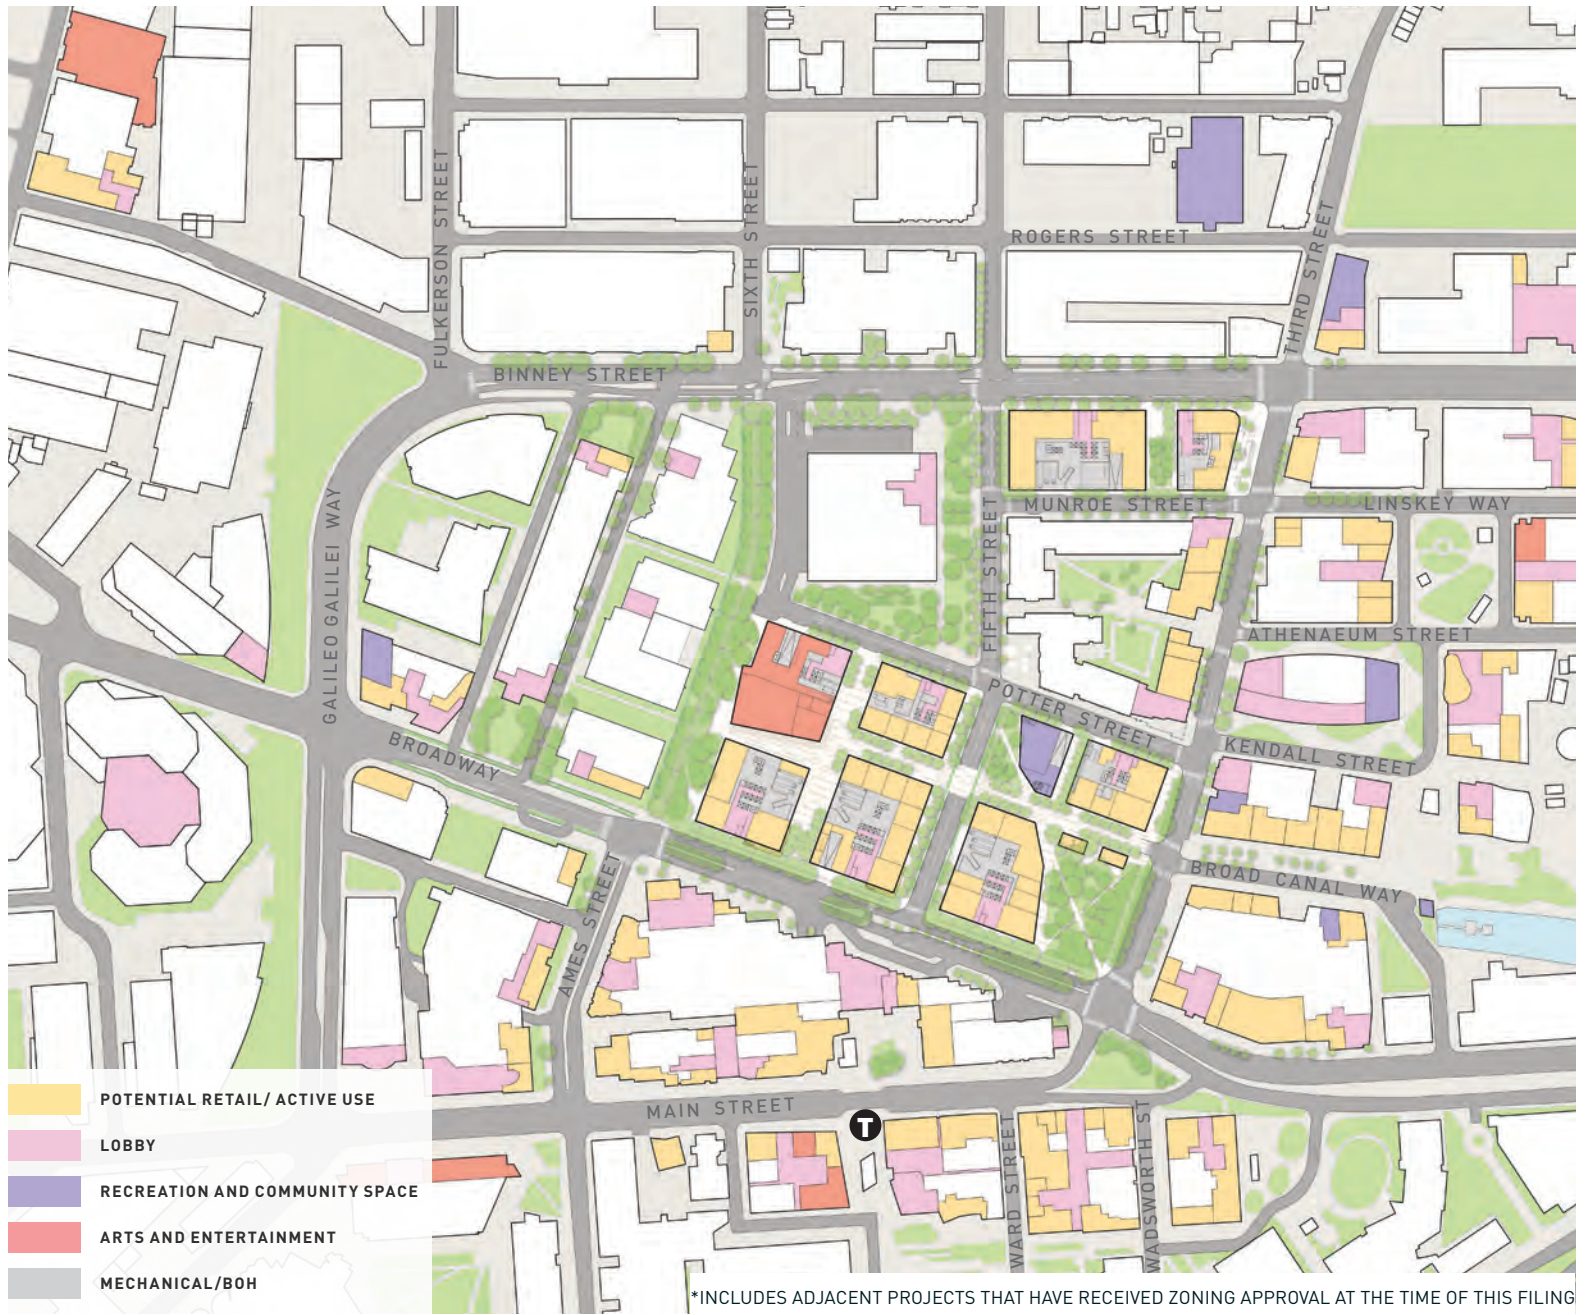 FULKERSON STREET
SIXTH STREET
ROGERS STREET
THIRD STREET
BINNEY STREET
GALILEO GALILEI WAY
FIFTH STREET
MUNROE STREET
LINSKEY WAY
ATHENAEUM STREET
POTTER STREET
KENDALL STREET
BROADWAY
BROAD CANAL WAY
AMES STREET
MAIN STREET
T
WARD STREET
WADSWORTH ST
POTENTIAL RETAIL/ ACTIVE USE
LOBBY
RECREATION AND COMMUNITY SPACE
ARTS AND ENTERTAINMENT
MECHANICAL/BOH
*INCLUDES ADJACENT PROJECTS THAT HAVE RECEIVED ZONING APPROVAL AT THE TIME OF THIS FILING